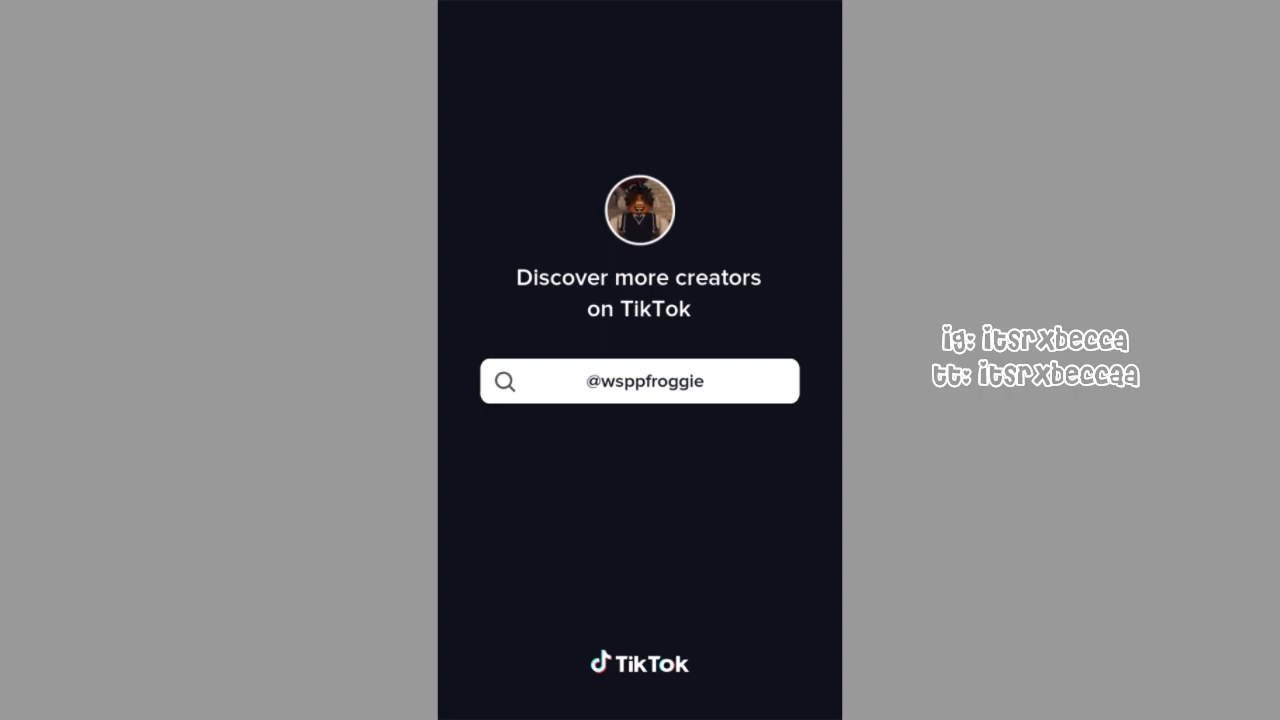 Discover more creators
on TikTok
@wsppfroggie
ig: itsrxbecca
tt: itsrxbeccaa
TikTok